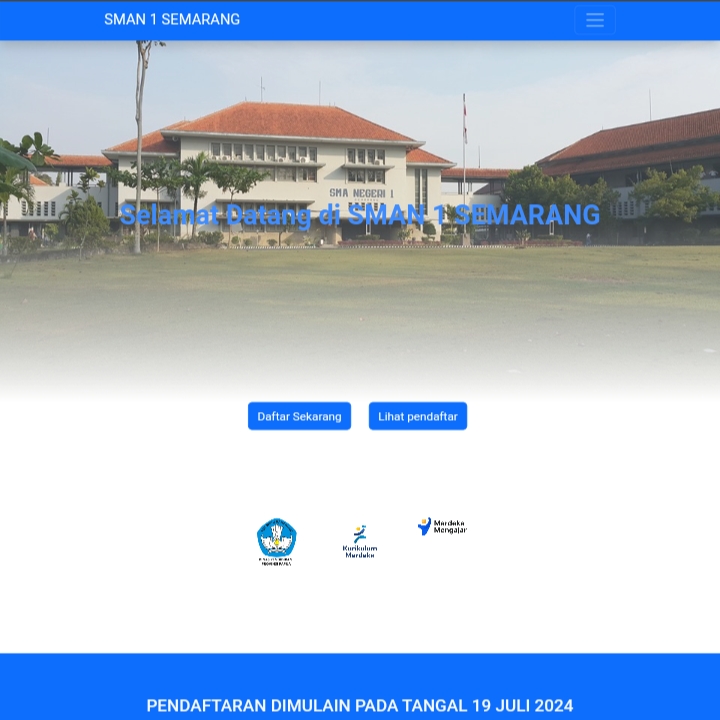 SMAN 1 SEMARANG
SMA NEGERI 1
Selamat Datang di SMAN 1 SEMARANG
Daftar Sekarang
Lihat pendaftar
Kurikulum
Merdeka
Merdeka
Mengajar
PENDAFTARAN DIMULAIN PADA TANGAL 19 JULI 2024